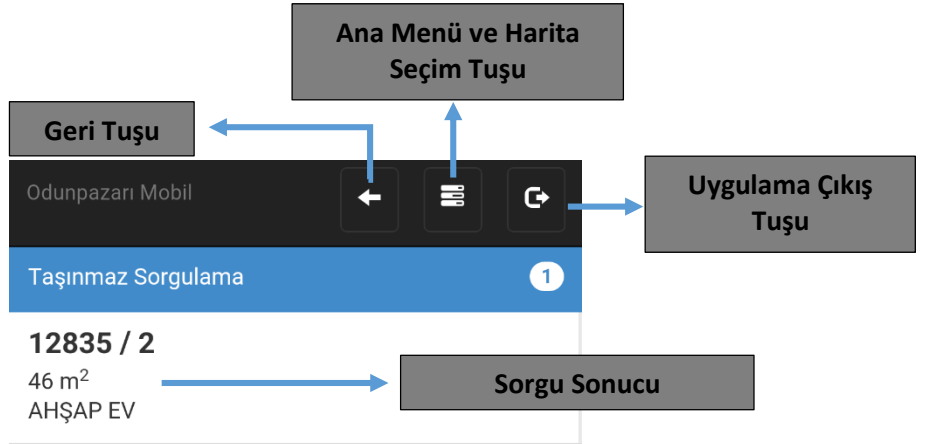 Ana Menü ve Harita
Seçim Tuşu
Geri Tuşu
Odunpazarı Mobil
Uygulama Çıkış
Tuşu
Taşınmaz Sorgulama
1
12835 / 2
46 m²
Sorgu Sonucu
AHŞAP EV